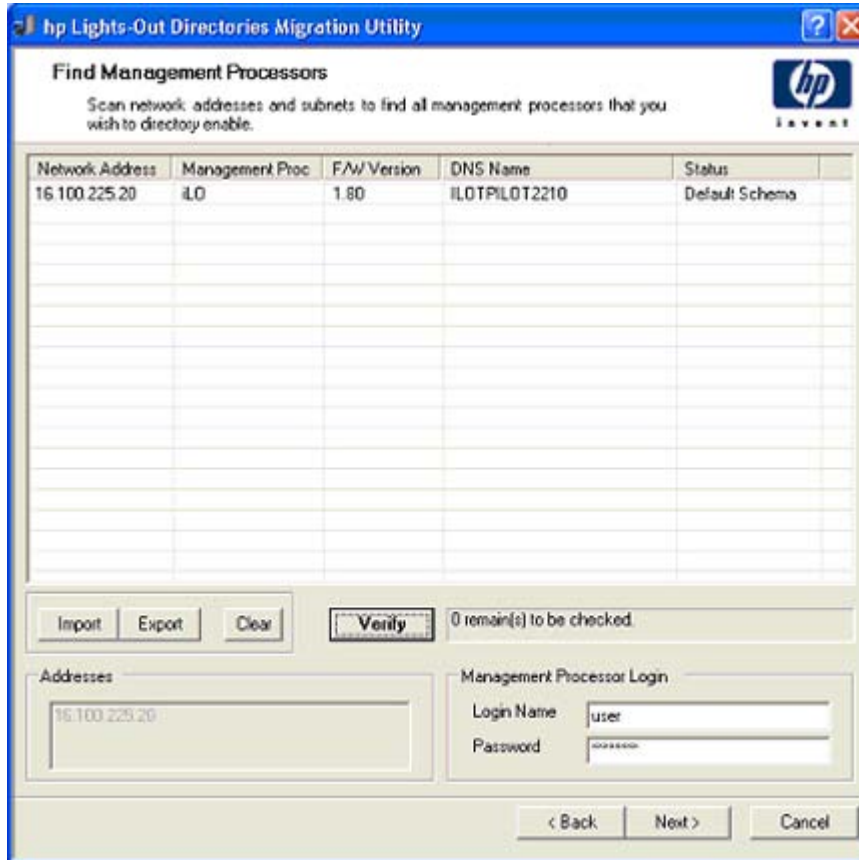 hp Lights-Out Directories Migration Utility
Find Management Processors
Scan network addresses and subnets to find all management processors that you
wish to directory enable.
hp
invent
Network Address Management Proc F/W Version DNS Name Status
16.100.225.20 iLO 1.80 ILOTPILOT2210 Default Schema
Import Export Clear Verify 0 remain(s) to be checked.
Addresses
16.100.225.20
Management Processor Login
Login Name user
Password *******
< Back Next > Cancel